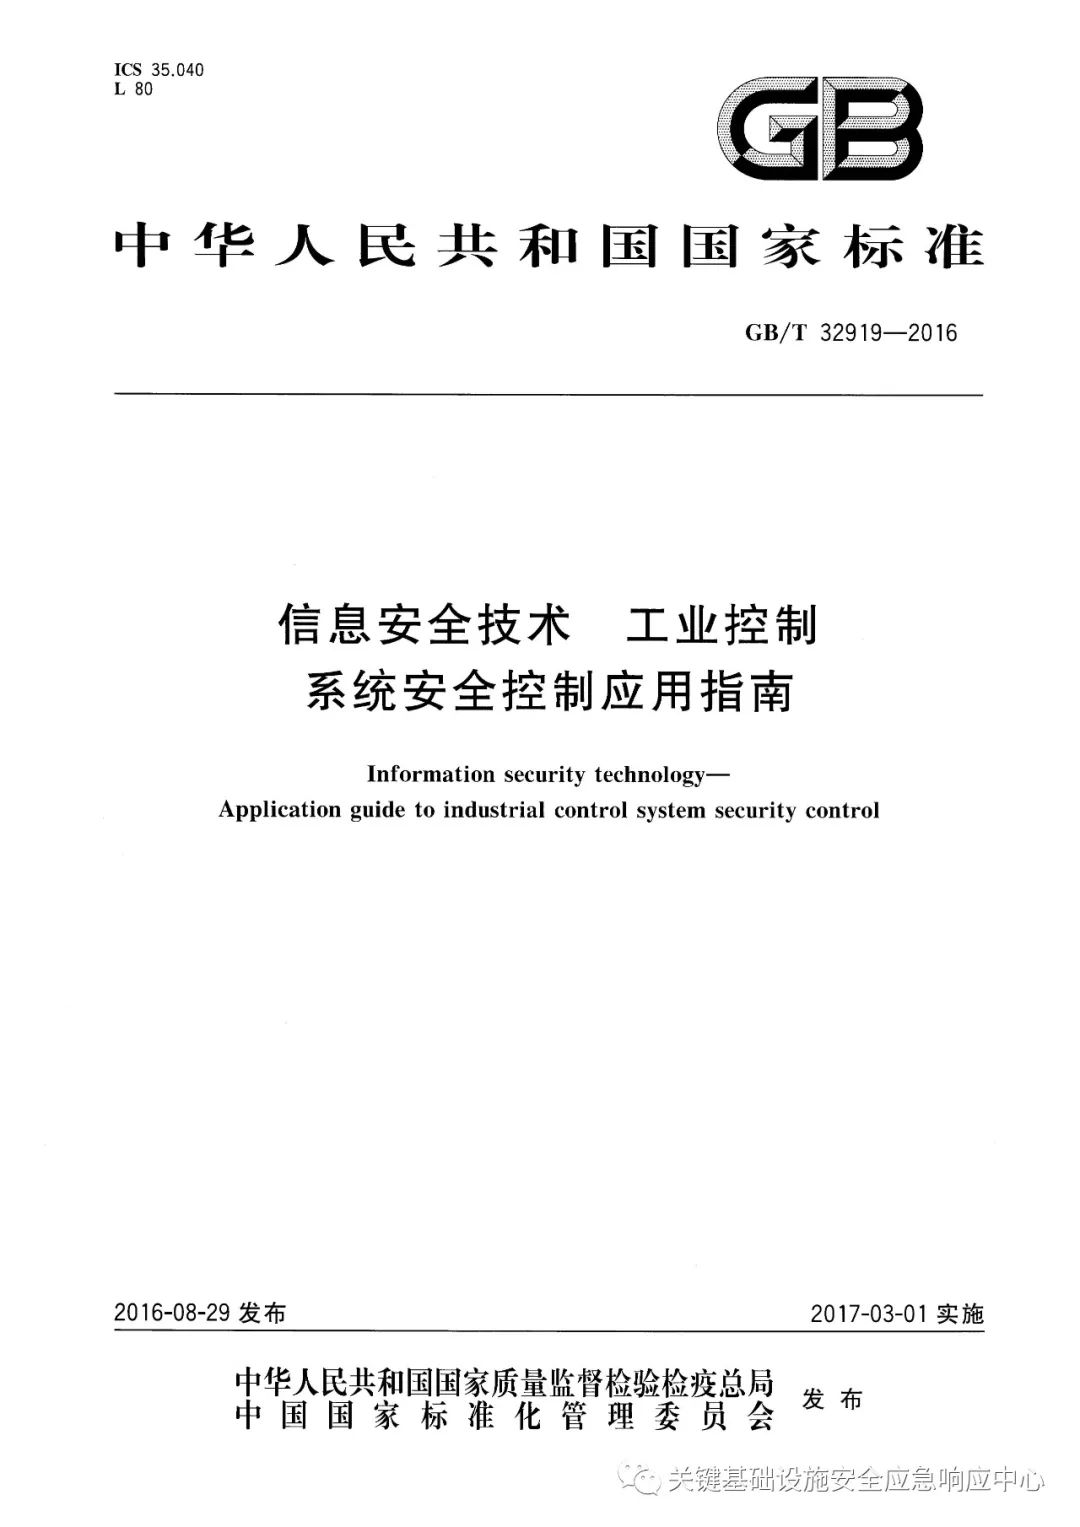 ICS 35.040
L 80
GB
中华人民共和国国家标准
GB/T 32919—2016
信息安全技术 工业控制
系统安全控制应用指南
Information security technology—
Application guide to industrial control system security control
2016-08-29 发布
2017-03-01 实施
中华人民共和国国家质量监督检验检疫总局
中国国家标准化管理委员会
发布
关键基础设施安全应急响应中心